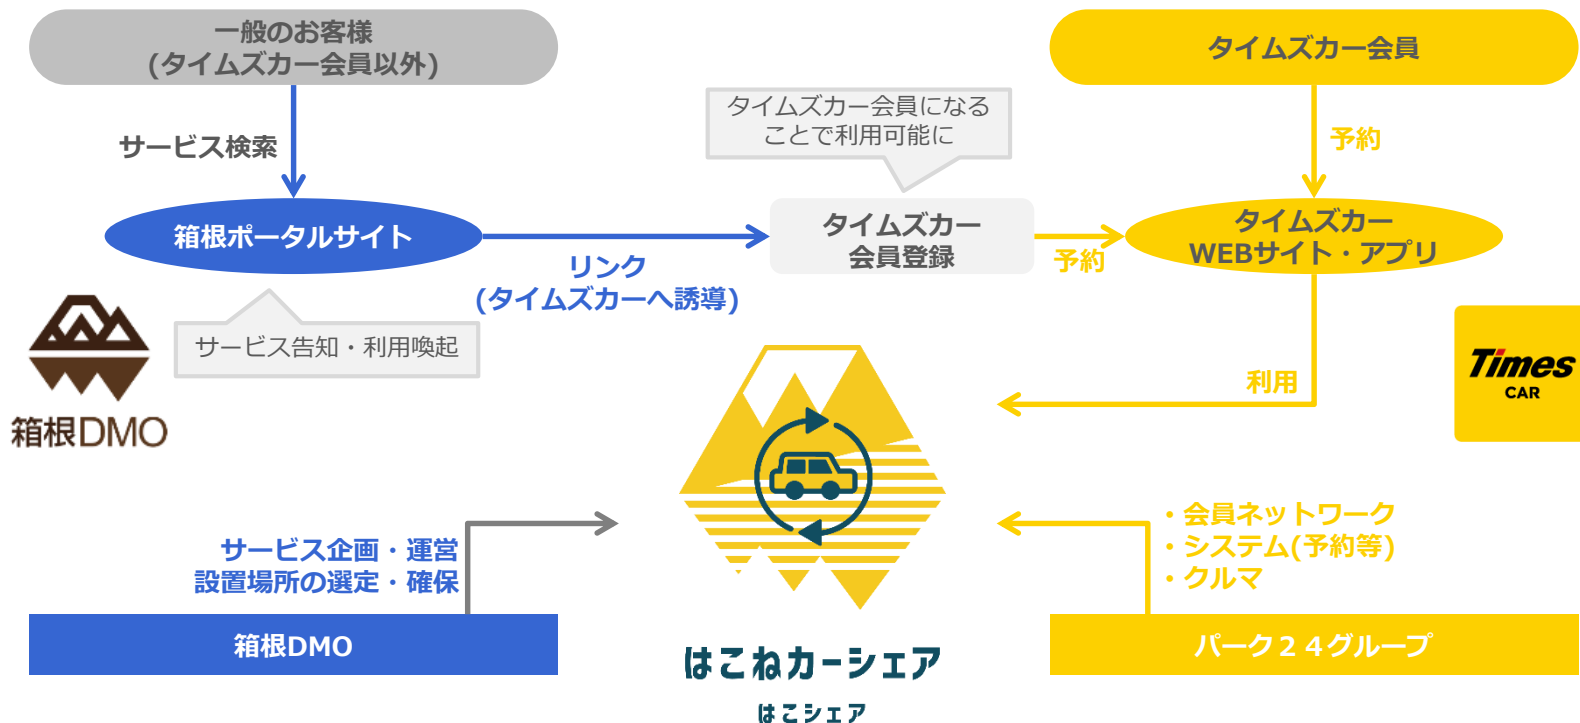 一般のお客様
(タイムズカー会員以外)
タイムズカー会員
サービス検索
タイムズカー会員になる
ことで利用可能に
予約
箱根ポータルサイト
タイムズカー
会員登録
タイムズカー
WEBサイト・アプリ
リンク
(タイムズカーへ誘導)
予約
サービス告知・利用喚起
箱根DMO
利用
Times
CAR
サービス企画・運営
設置場所の選定・確保
・会員ネットワーク
・システム(予約等)
・クルマ
箱根DMO
パーク２４グループ
はこねカーシェア
はこシェア